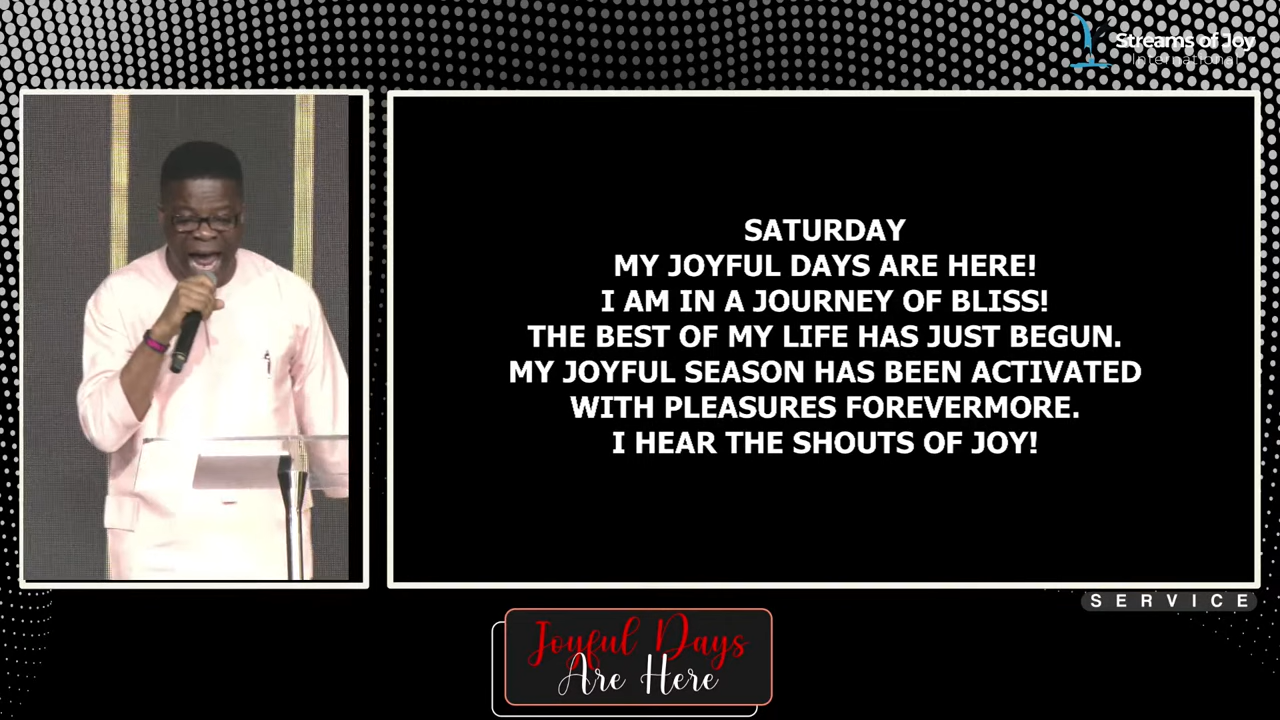 Streams of Joy
International
SATURDAY
MY JOYFUL DAYS ARE HERE!
I AM IN A JOURNEY OF BLISS!
THE BEST OF MY LIFE HAS JUST BEGUN.
MY JOYFUL SEASON HAS BEEN ACTIVATED
WITH PLEASURES FOREVERMORE.
I HEAR THE SHOUTS OF JOY!
SERVICE
Joyful Days
Are Here